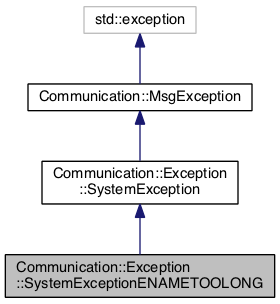 std::exception
Communication::MsgException
Communication::Exception
::SystemException
Communication::Exception
::SystemExceptionENAMETOOLONG